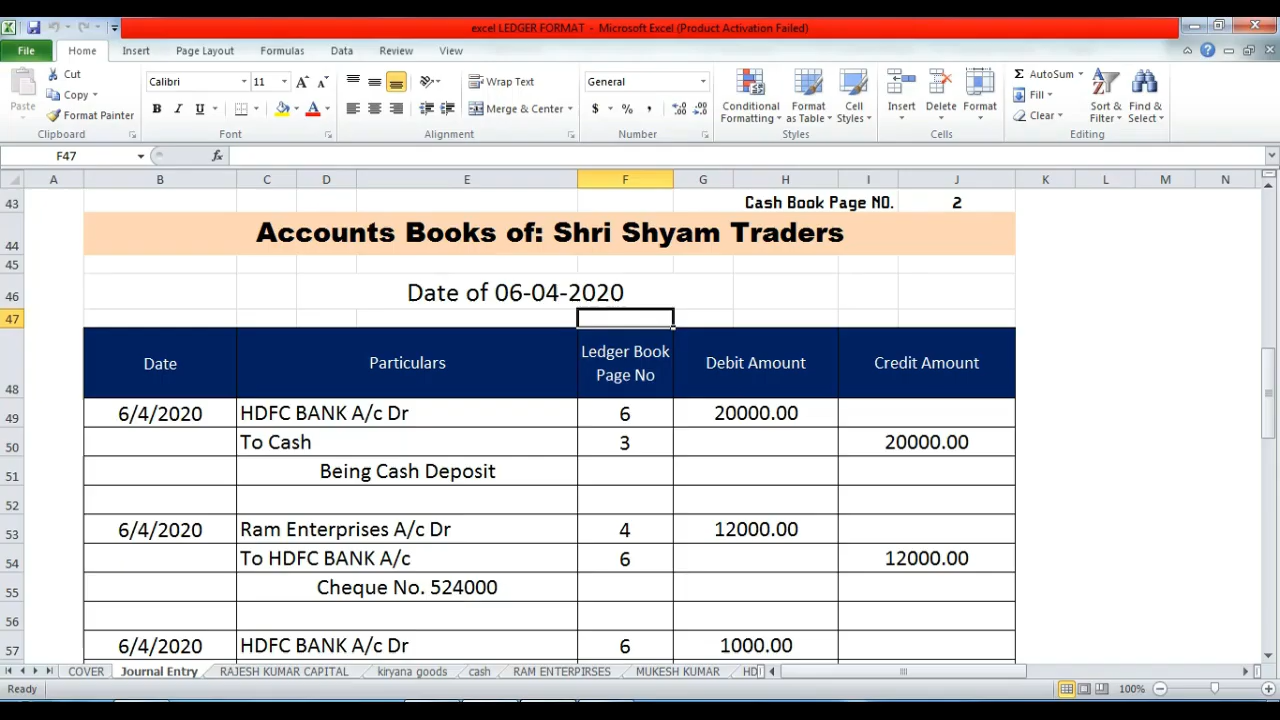 excel LEDGER FORMAT - Microsoft Excel (Product Activation Failed)
File Home Insert Page Layout Formulas Data Review View
Paste Cut Copy Format Painter
Calibri 11
B I U A
Wrap Text
Merge & Center
General
$ % ,
Conditional Formatting
Format as Table
Cell Styles
Insert Delete Format
Σ AutoSum
Fill
Clear
Sort & Filter
Find & Select
Clipboard Font Alignment Number Styles Cells Editing
F47 fx
A B C D E F G H I J K L M N
43 Cash Book Page NO. 2
44 Accounts Books of: Shri Shyam Traders
45
46 Date of 06-04-2020
47
48 Date Particulars Ledger Book Page No Debit Amount Credit Amount
49 6/4/2020 HDFC BANK A/c Dr 6 20000.00
50 To Cash 3 20000.00
51 Being Cash Deposit
52
53 6/4/2020 Ram Enterprises A/c Dr 4 12000.00
54 To HDFC BANK A/c 6 12000.00
55 Cheque No. 524000
56
57 6/4/2020 HDFC BANK A/c Dr 6 1000.00
COVER Journal Entry RAJESH KUMAR CAPITAL kiryana goods cash RAM ENTERPIRSES MUKESH KUMAR HD
Ready 100%